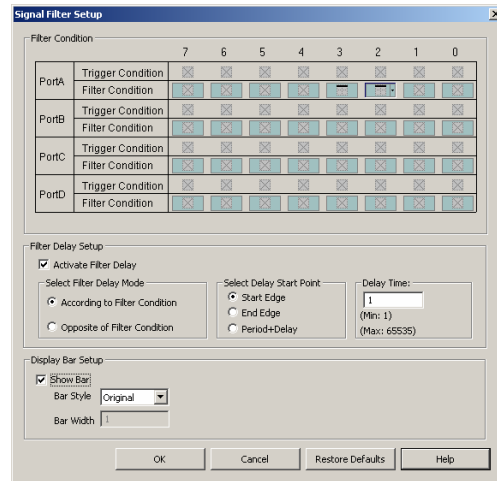 Signal Filter Setup
Filter Condition
7 6 5 4 3 2 1 0
PortA
Trigger Condition
Filter Condition
PortB
Trigger Condition
Filter Condition
PortC
Trigger Condition
Filter Condition
PortD
Trigger Condition
Filter Condition
Filter Delay Setup
Activate Filter Delay
Select Filter Delay Mode
According to Filter Condition
Opposite of Filter Condition
Select Delay Start Point
Start Edge
End Edge
Period+Delay
Delay Time:
1
(Min: 1)
(Max: 65535)
Display Bar Setup
Show Bar
Bar Style Original
Bar Width 1
OK Cancel Restore Defaults Help